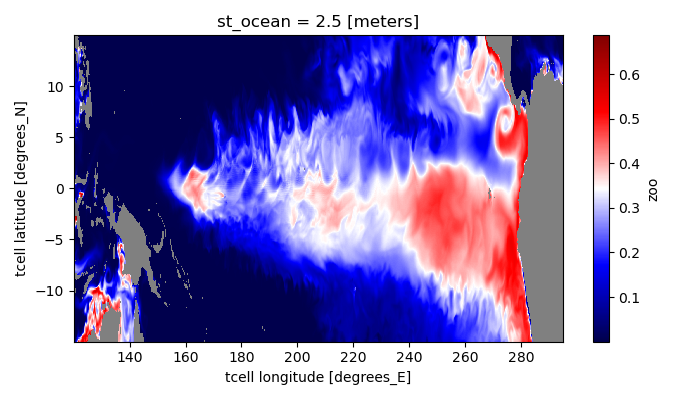 st_ocean = 2.5 [meters]
10
5
0
−5
−10
tcell latitude [degrees_N]
140 160 180 200 220 240 260 280
tcell longitude [degrees_E]
0.6
0.5
0.4
0.3
0.2
0.1
zoo